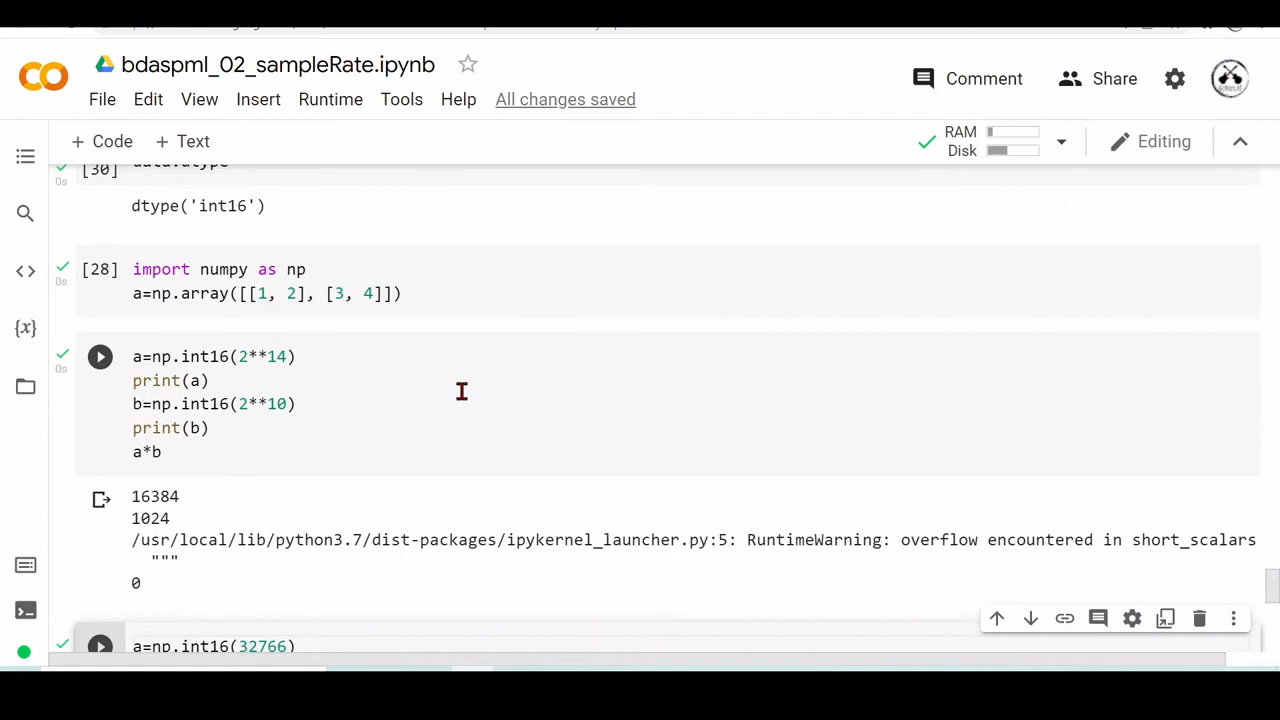 bdaspml_02_sampleRate.ipynb
Comment
Share
File Edit View Insert Runtime Tools Help All changes saved
+ Code + Text
RAM
Disk
Editing
[30]
0s
dtype('int16')
[28] import numpy as np
0s
a=np.array([[1, 2], [3, 4]])
a=np.int16(2**14)
0s
print(a)
b=np.int16(2**10)
print(b)
a*b
16384
1024
/usr/local/lib/python3.7/dist-packages/ipykernel_launcher.py:5: RuntimeWarning: overflow encountered in short_scalars
"""
0
a=np.int16(32766)